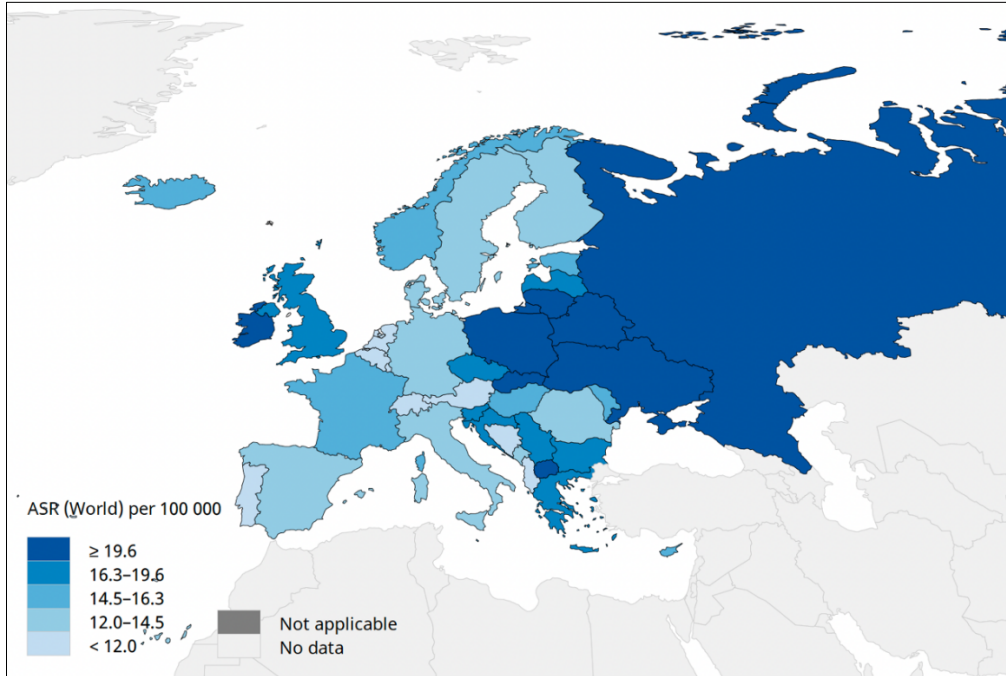 ASR (World) per 100 000
≥ 19.6
16.3–19.6
14.5–16.3
12.0–14.5
< 12.0
Not applicable
No data